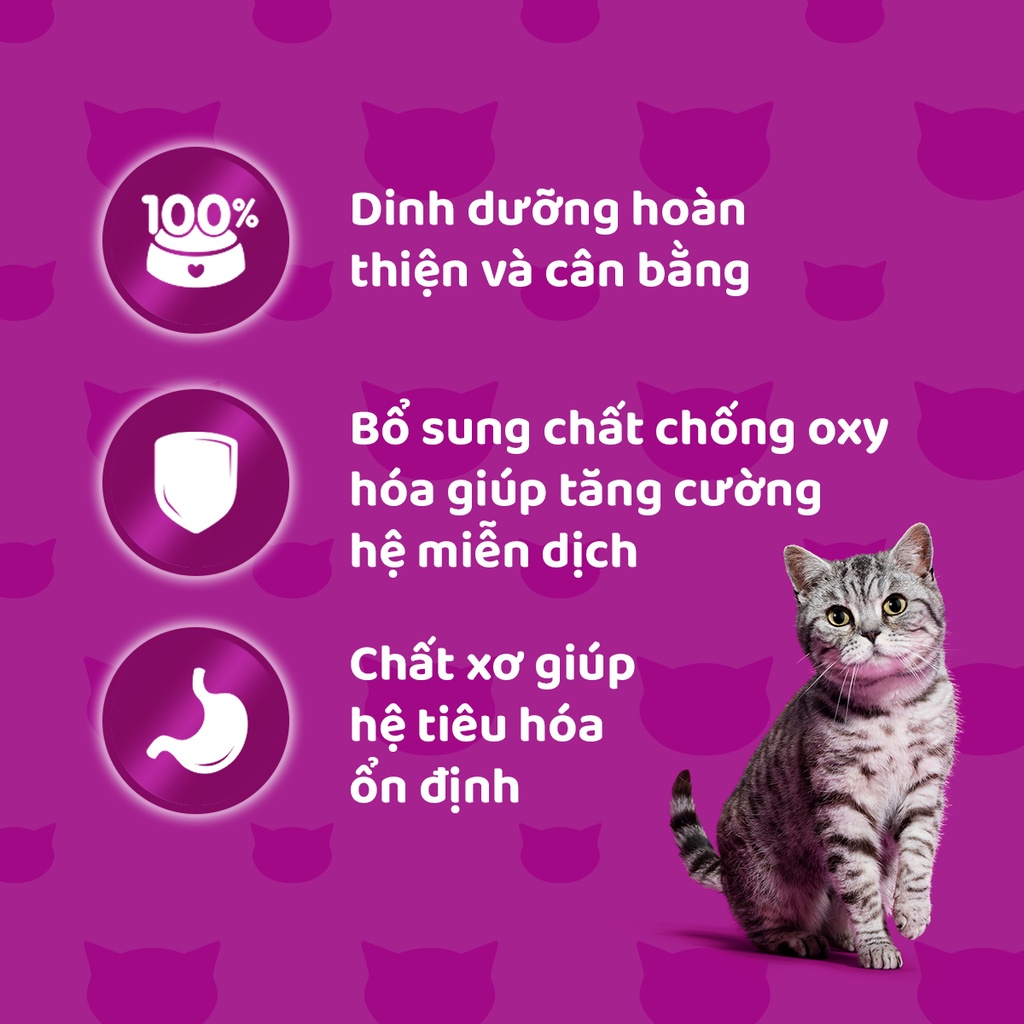 100%
Dinh dưỡng hoàn
thiện và cân bằng
Bổ sung chất chống oxy
hóa giúp tăng cường
hệ miễn dịch
Chất xơ giúp
hệ tiêu hóa
ổn định